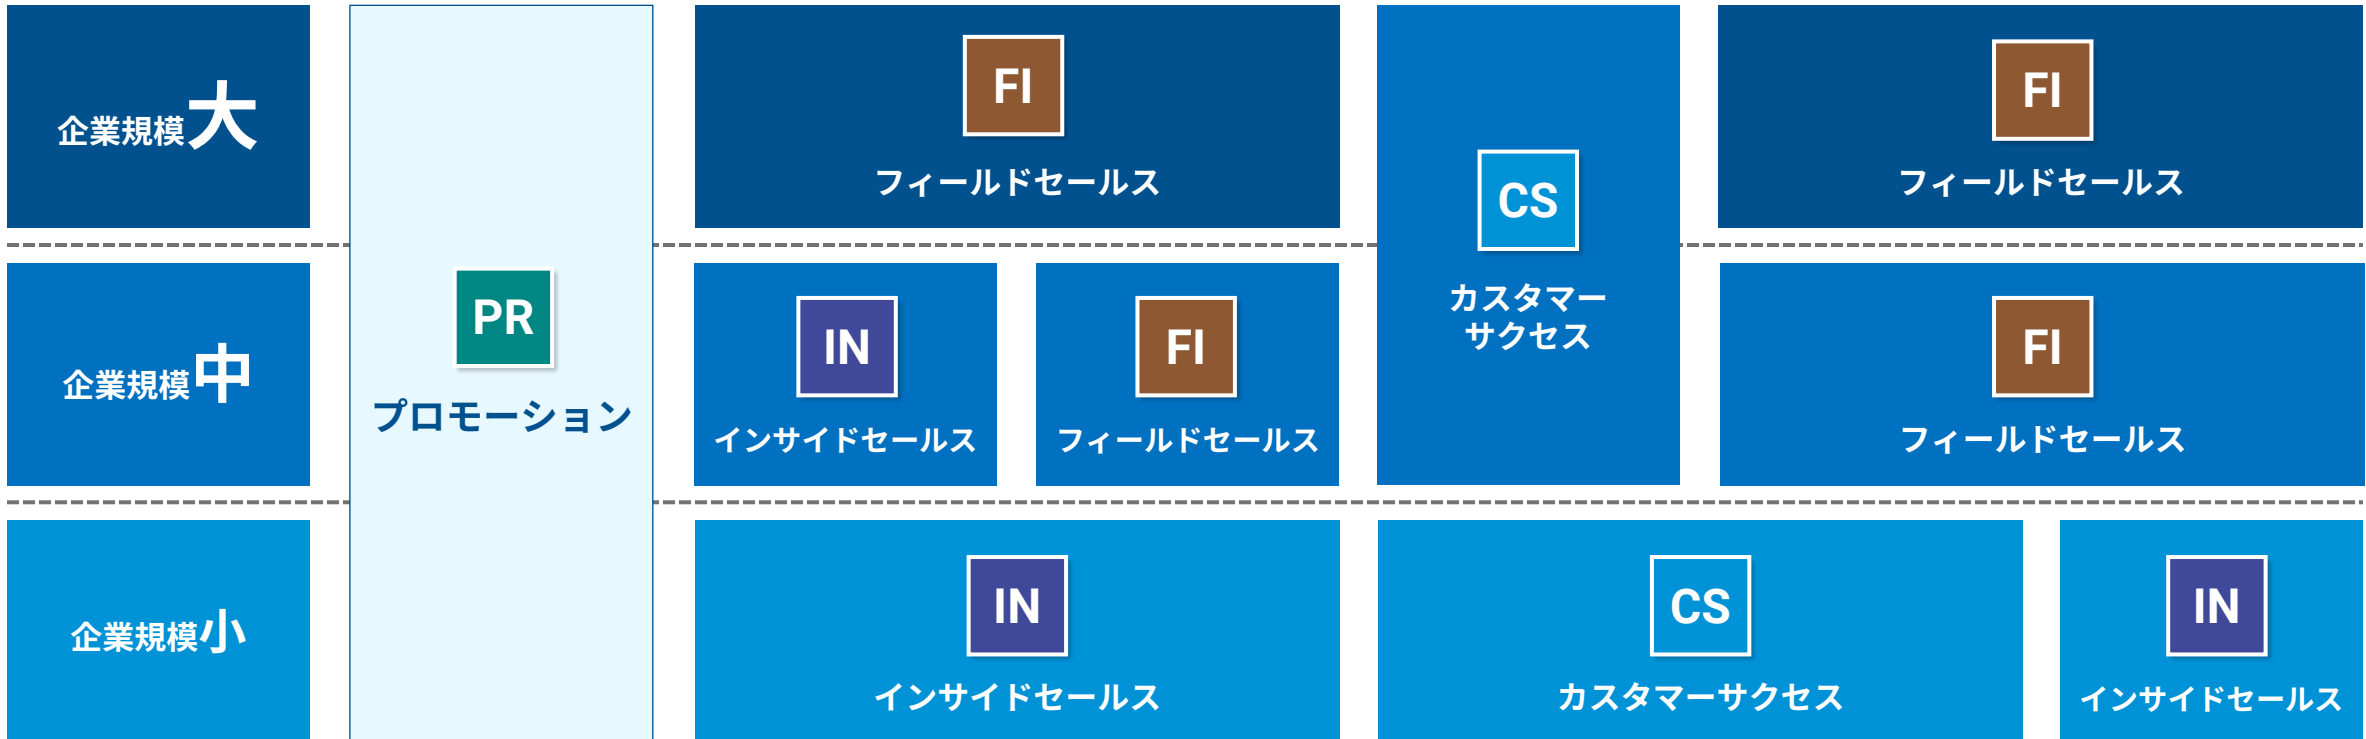 企業規模大
PR
プロモーション
FI
フィールドセールス
CS
カスタマー
サクセス
FI
フィールドセールス
企業規模中
IN
インサイドセールス
FI
フィールドセールス
FI
フィールドセールス
企業規模小
IN
インサイドセールス
CS
カスタマーサクセス
IN
インサイドセールス